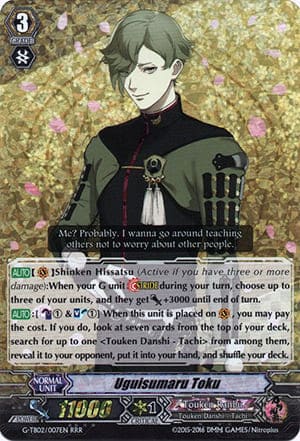 3
GRADE
Me? Probably. I wanna go around teaching
others not to worry about other people.
AUTO [ ]Shinken Hissatsu (Active if you have three or more
damage):When your G unit STRIDE during your turn, choose up to
three of your units, and they get +3000 until end of turn.
AUTO :[ ① & ▼① ] When this unit is placed on , you may pay
the cost. If you do, look at seven cards from the top of your deck,
search for up to one <Touken Danshi - Tachi> from among them,
reveal it to your opponent, put it into your hand, and shuffle your deck.
NORMAL
UNIT
Uguisumaru Toku
POWER
11000
1
CRITICAL
Touken Ranbu
Touken Danshi - Tachi
G-TB02/007EN RRR
©2015-2016 DMM GAMES/Nitroplus